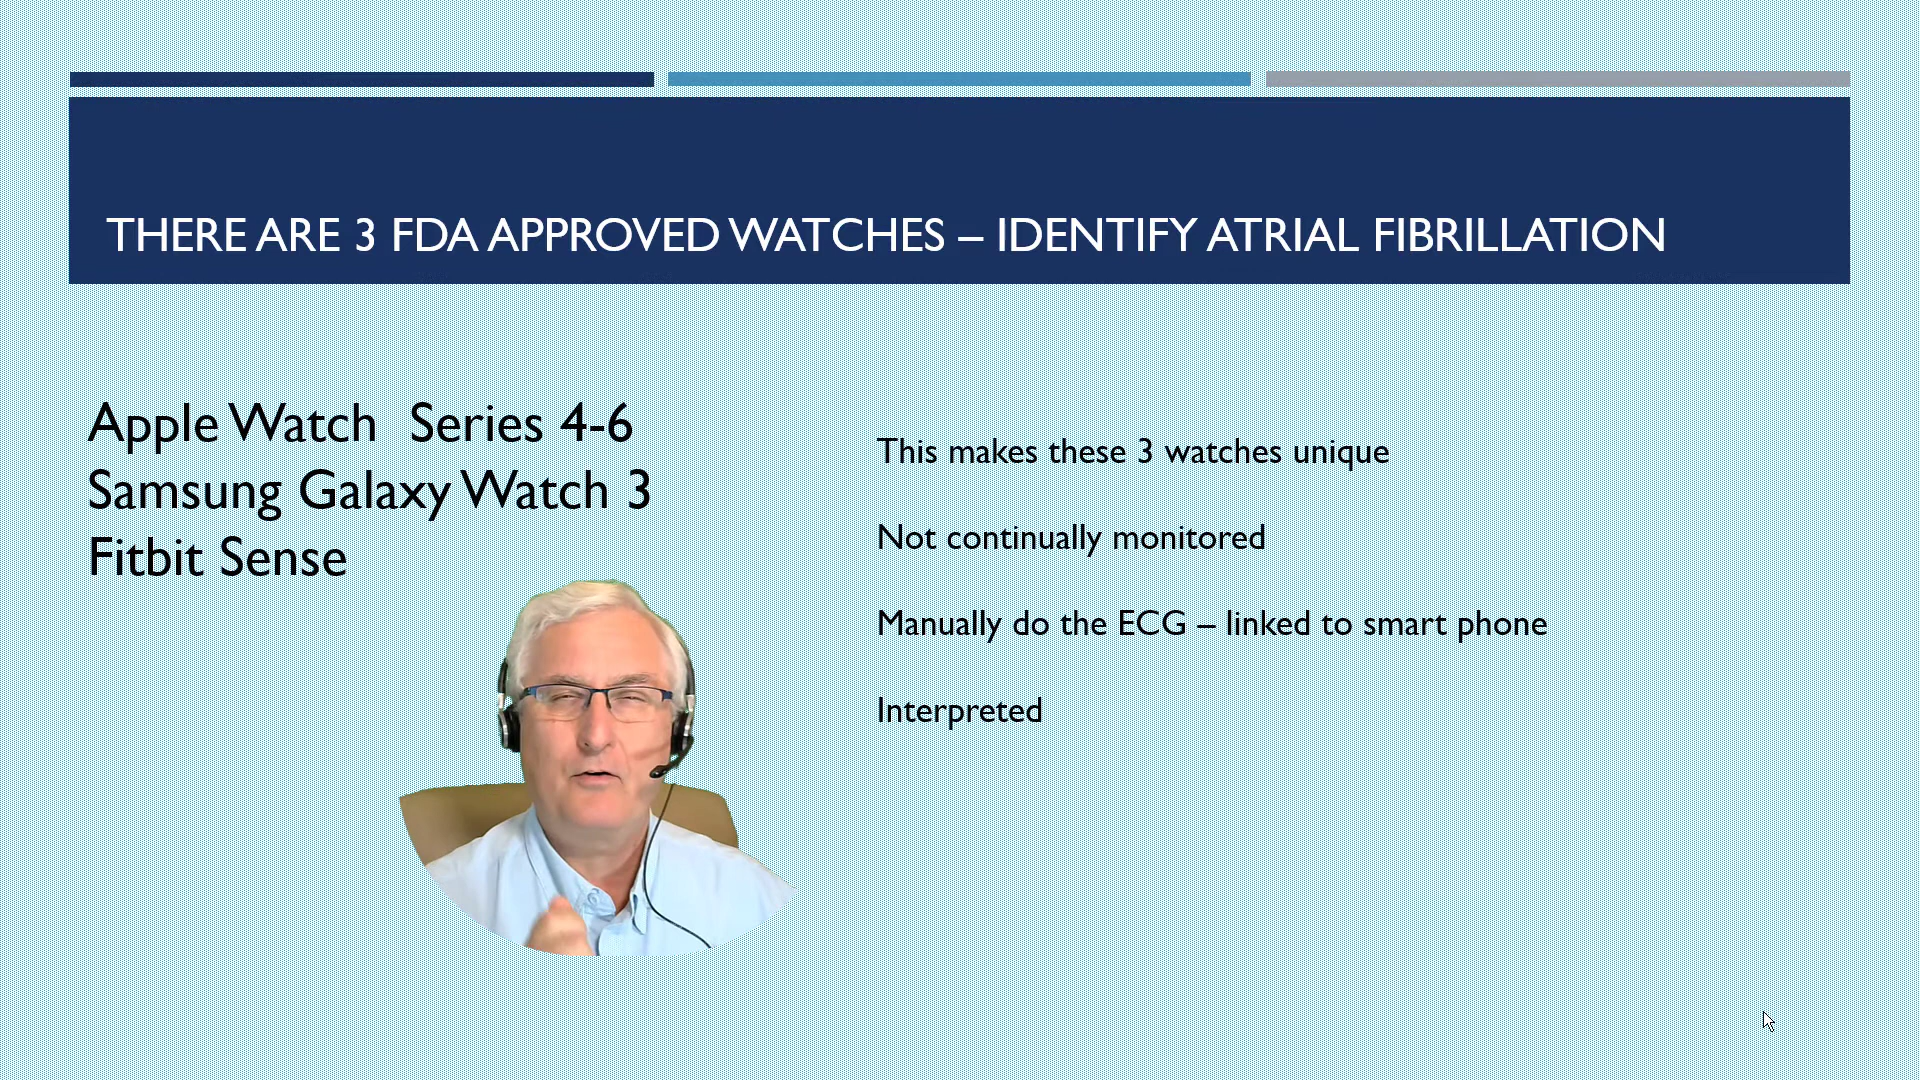 THERE ARE 3 FDA APPROVED WATCHES – IDENTIFY ATRIAL FIBRILLATION
Apple Watch  Series 4-6
Samsung Galaxy Watch 3
Fitbit Sense
This makes these 3 watches unique
Not continually monitored
Manually do the ECG – linked to smart phone
Interpreted